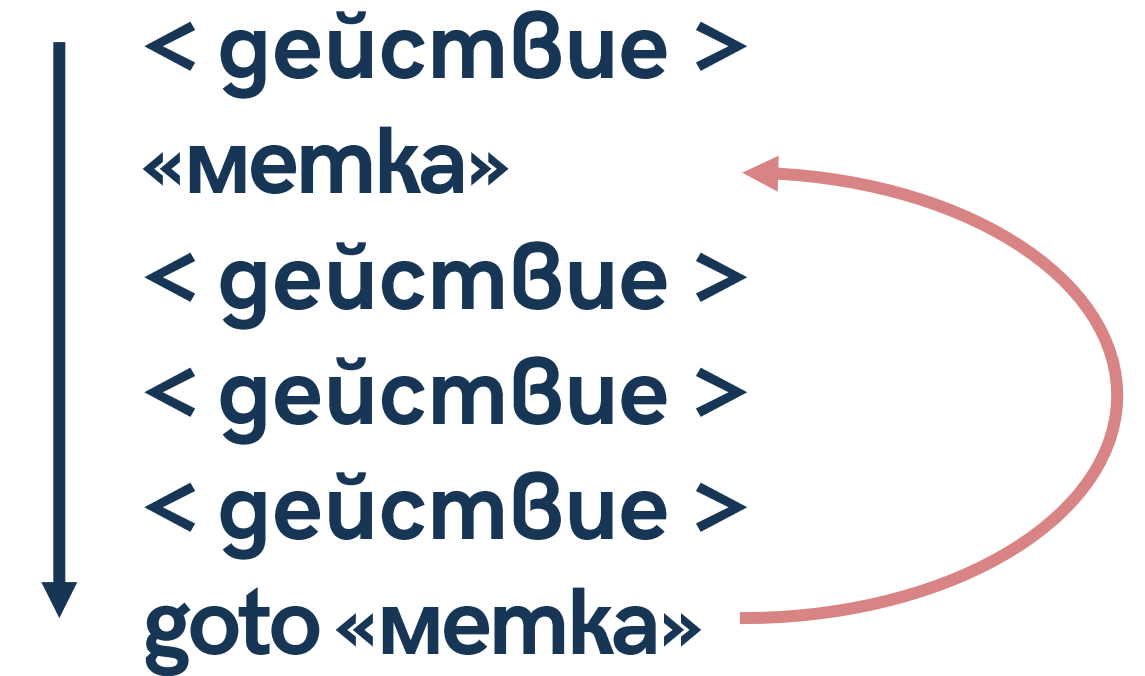 < действие >
«метка»
< действие >
< действие >
< действие >
goto «метка»